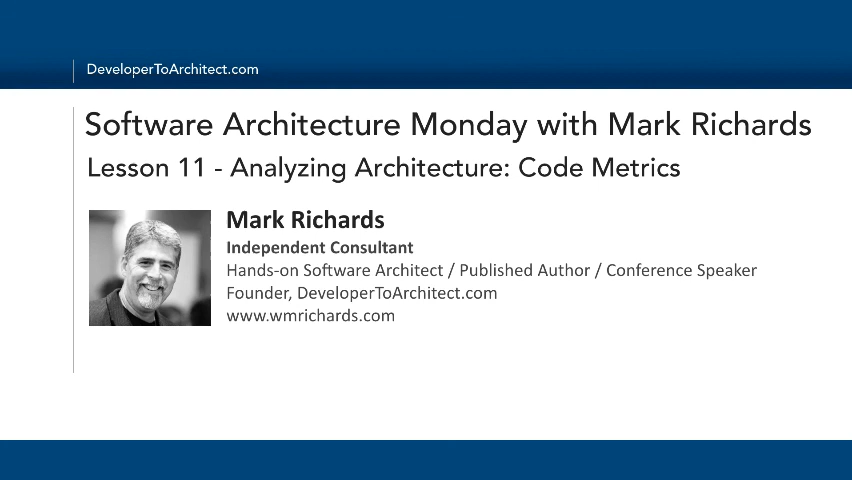 DeveloperToArchitect.com
Software Architecture Monday with Mark Richards
Lesson 11 - Analyzing Architecture: Code Metrics
Mark Richards
Independent Consultant
Hands-on Software Architect / Published Author / Conference Speaker
Founder, DeveloperToArchitect.com
www.wmrichards.com